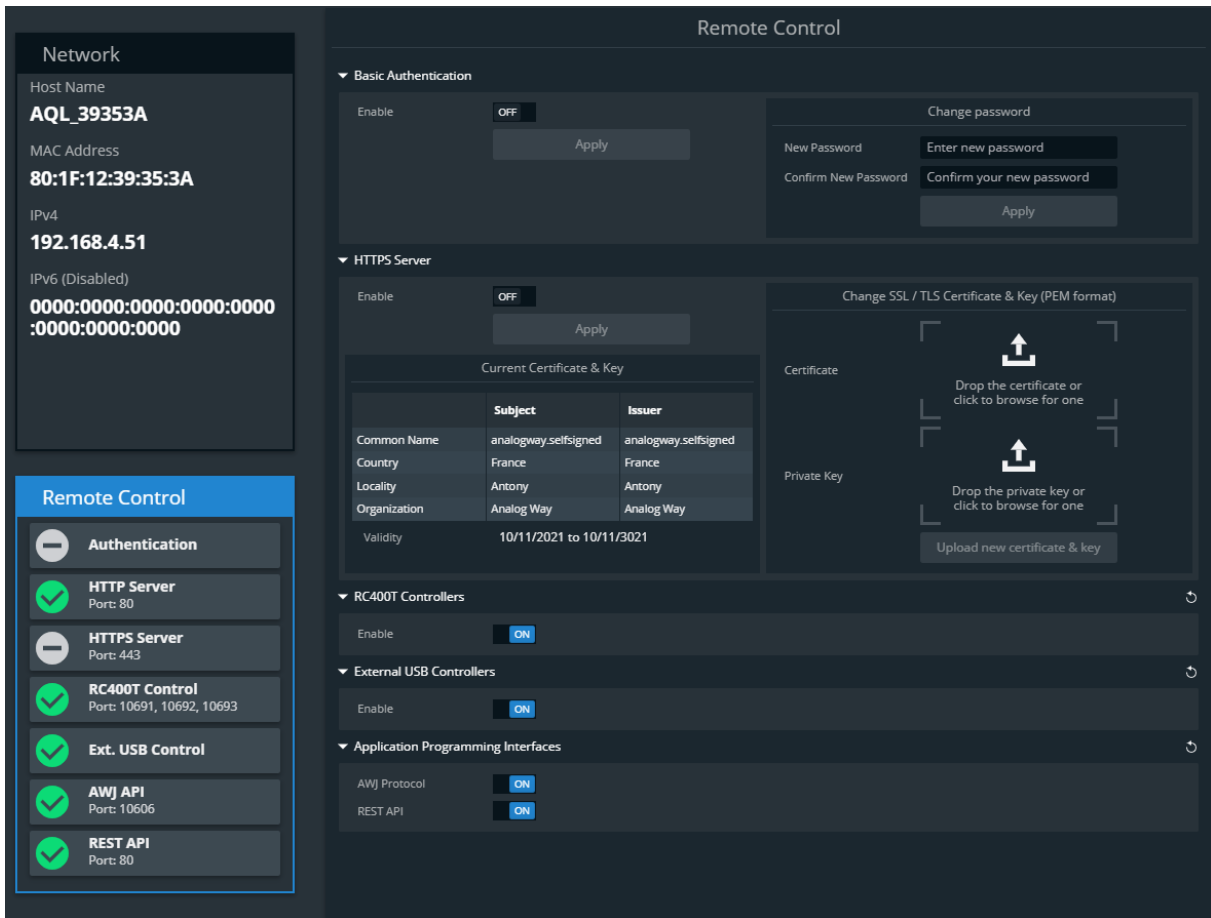 Network
Host Name
AQL_39353A
MAC Address
80:1F:12:39:35:3A
IPv4
192.168.4.51
IPv6 (Disabled)
0000:0000:0000:0000:0000
:0000:0000:0000
Remote Control
Authentication
HTTP Server
Port: 80
HTTPS Server
Port: 443
RC400T Control
Port: 10691, 10692, 10693
Ext. USB Control
AWJ API
Port: 10606
REST API
Port: 80
Remote Control
Basic Authentication
Enable OFF
Apply
Change password
New Password Enter new password
Confirm New Password Confirm your new password
Apply
HTTPS Server
Enable OFF
Apply
Current Certificate & Key
Subject Issuer
Common Name analogway.selfsigned analogway.selfsigned
Country France France
Locality Antony Antony
Organization Analog Way Analog Way
Validity 10/11/2021 to 10/11/3021
Change SSL / TLS Certificate & Key (PEM format)
Certificate
Drop the certificate or
click to browse for one
Private Key
Drop the private key or
click to browse for one
Upload new certificate & key
RC400T Controllers
Enable ON
External USB Controllers
Enable ON
Application Programming Interfaces
AWJ Protocol ON
REST API ON